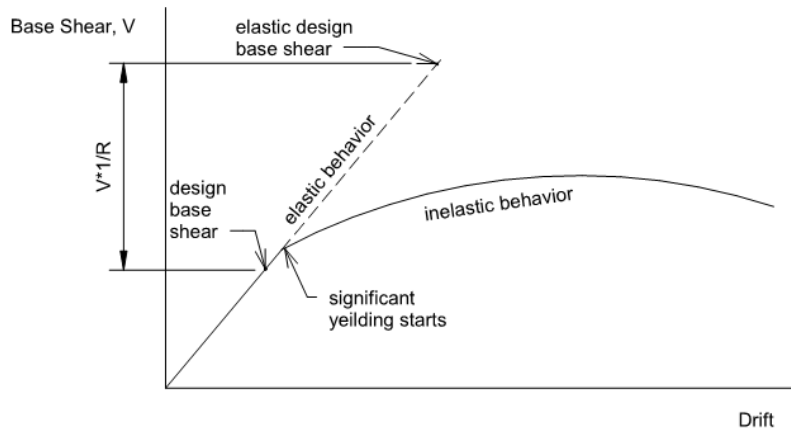 Base Shear, V
elastic design
base shear
V*1/R
elastic behavior
design
base
shear
inelastic behavior
significant
yeilding starts
Drift